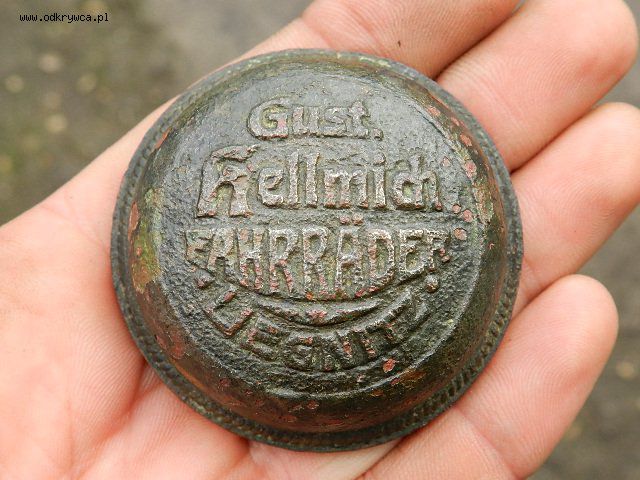 www.odkrywca.pl
Gust.
Hellmich
FAHRRÄDER
LIEGNITZ